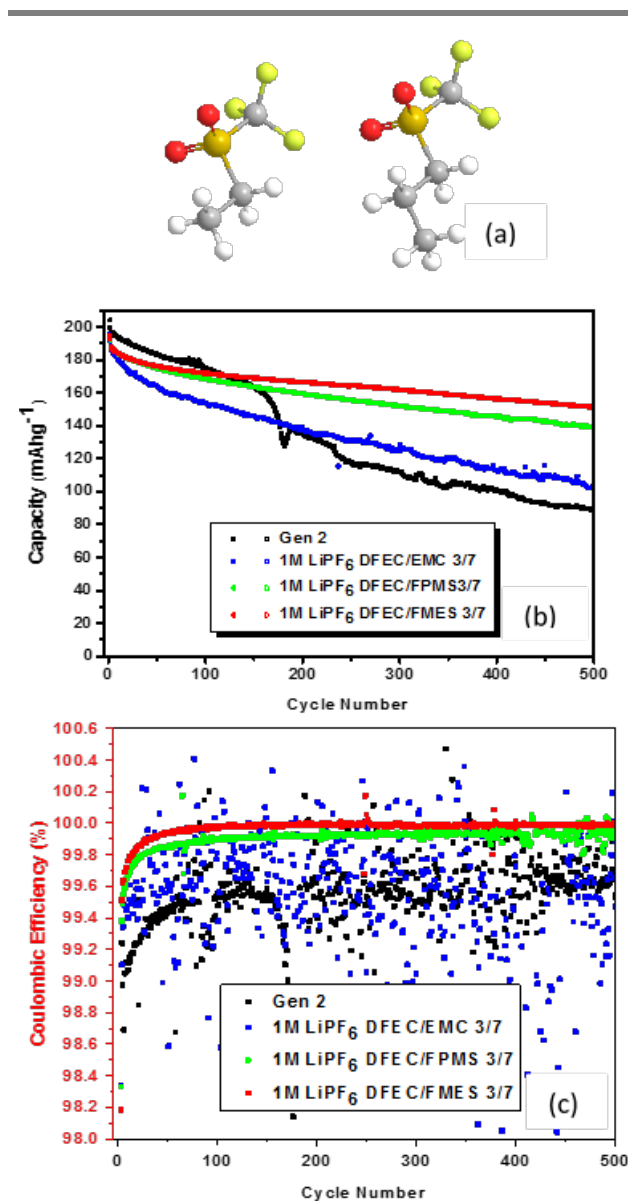 (a)
200
180
160
140
120
100
80
60
40
20
0
Capacity (mAhg-1)
Gen 2
1M LiPF6 DFEC/EMC 3/7
1M LiPF6 DFEC/FPMS3/7
1M LiPF6 DFEC/FMES 3/7
(b)
0 100 200 300 400 500
Cycle Number
100.6
100.4
100.2
100.0
99.8
99.6
99.4
99.2
99.0
98.8
98.6
98.4
98.2
98.0
Coulombic Efficiency (%)
Gen 2
1M LiPF6 DFEC/EMC 3/7
1M LiPF6 DFEC/FPMS 3/7
1M LiPF6 DFEC/FMES 3/7
(c)
0 100 200 300 400 500
Cycle Number